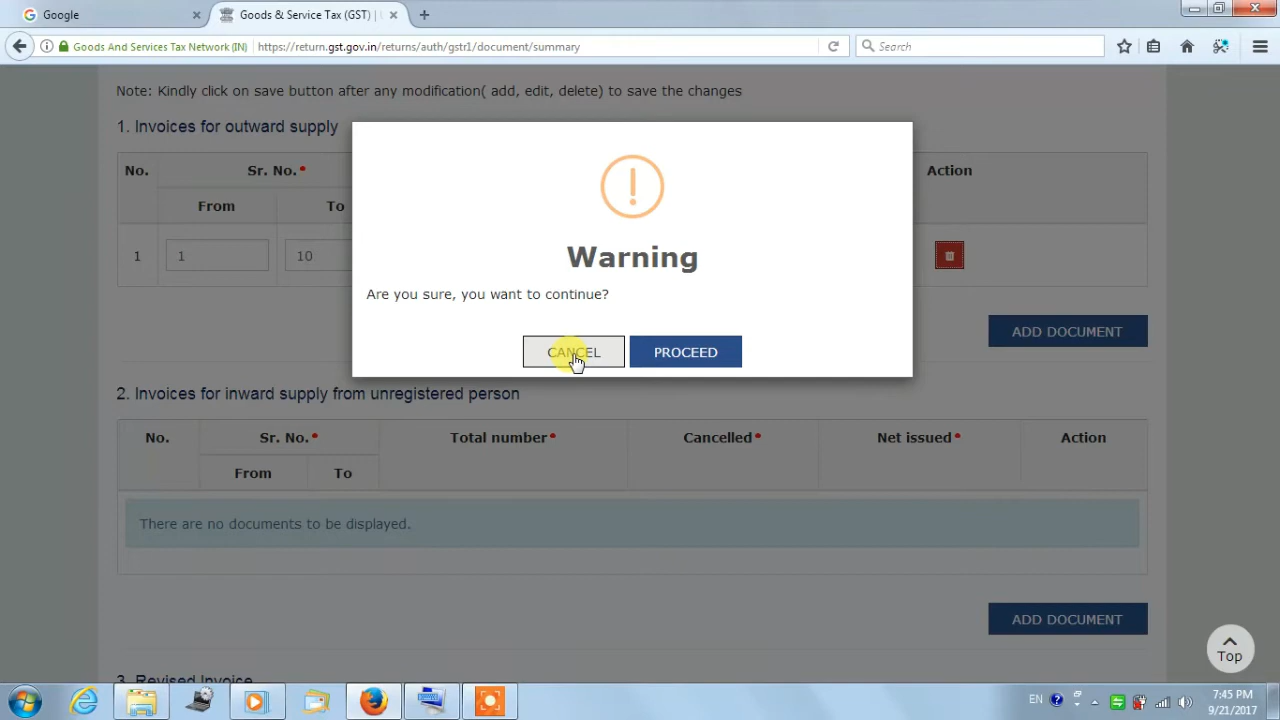 Google
Goods & Service Tax (GST) | U
Goods And Services Tax Network (IN)
https://return.gst.gov.in/returns/auth/gstr1/document/summary
Search
Note: Kindly click on save button after any modification( add, edit, delete) to save the changes
1. Invoices for outward supply
No.
Sr. No.*
Action
From
To
1
1
10
Warning
Are you sure, you want to continue?
CANCEL
PROCEED
ADD DOCUMENT
2. Invoices for inward supply from unregistered person
No.
Sr. No.*
Total number*
Cancelled*
Net issued*
Action
From
To
There are no documents to be displayed.
ADD DOCUMENT
Top
3. Revised Invoice
EN
7:45 PM
9/21/2017